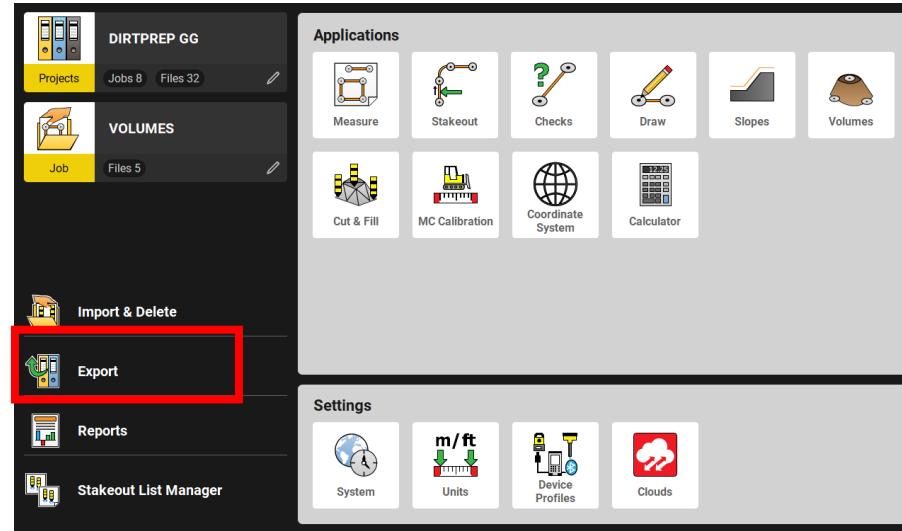 DIRTPREP GG
Projects
Jobs 8
Files 32
VOLUMES
Job
Files 5
Import & Delete
Export
Reports
Stakeout List Manager
Applications
Measure
Stakeout
?
Checks
Draw
Slopes
Volumes
Cut & Fill
MC Calibration
Coordinate
System
12.25
Calculator
Settings
System
m/ft
Units
Device
Profiles
Clouds